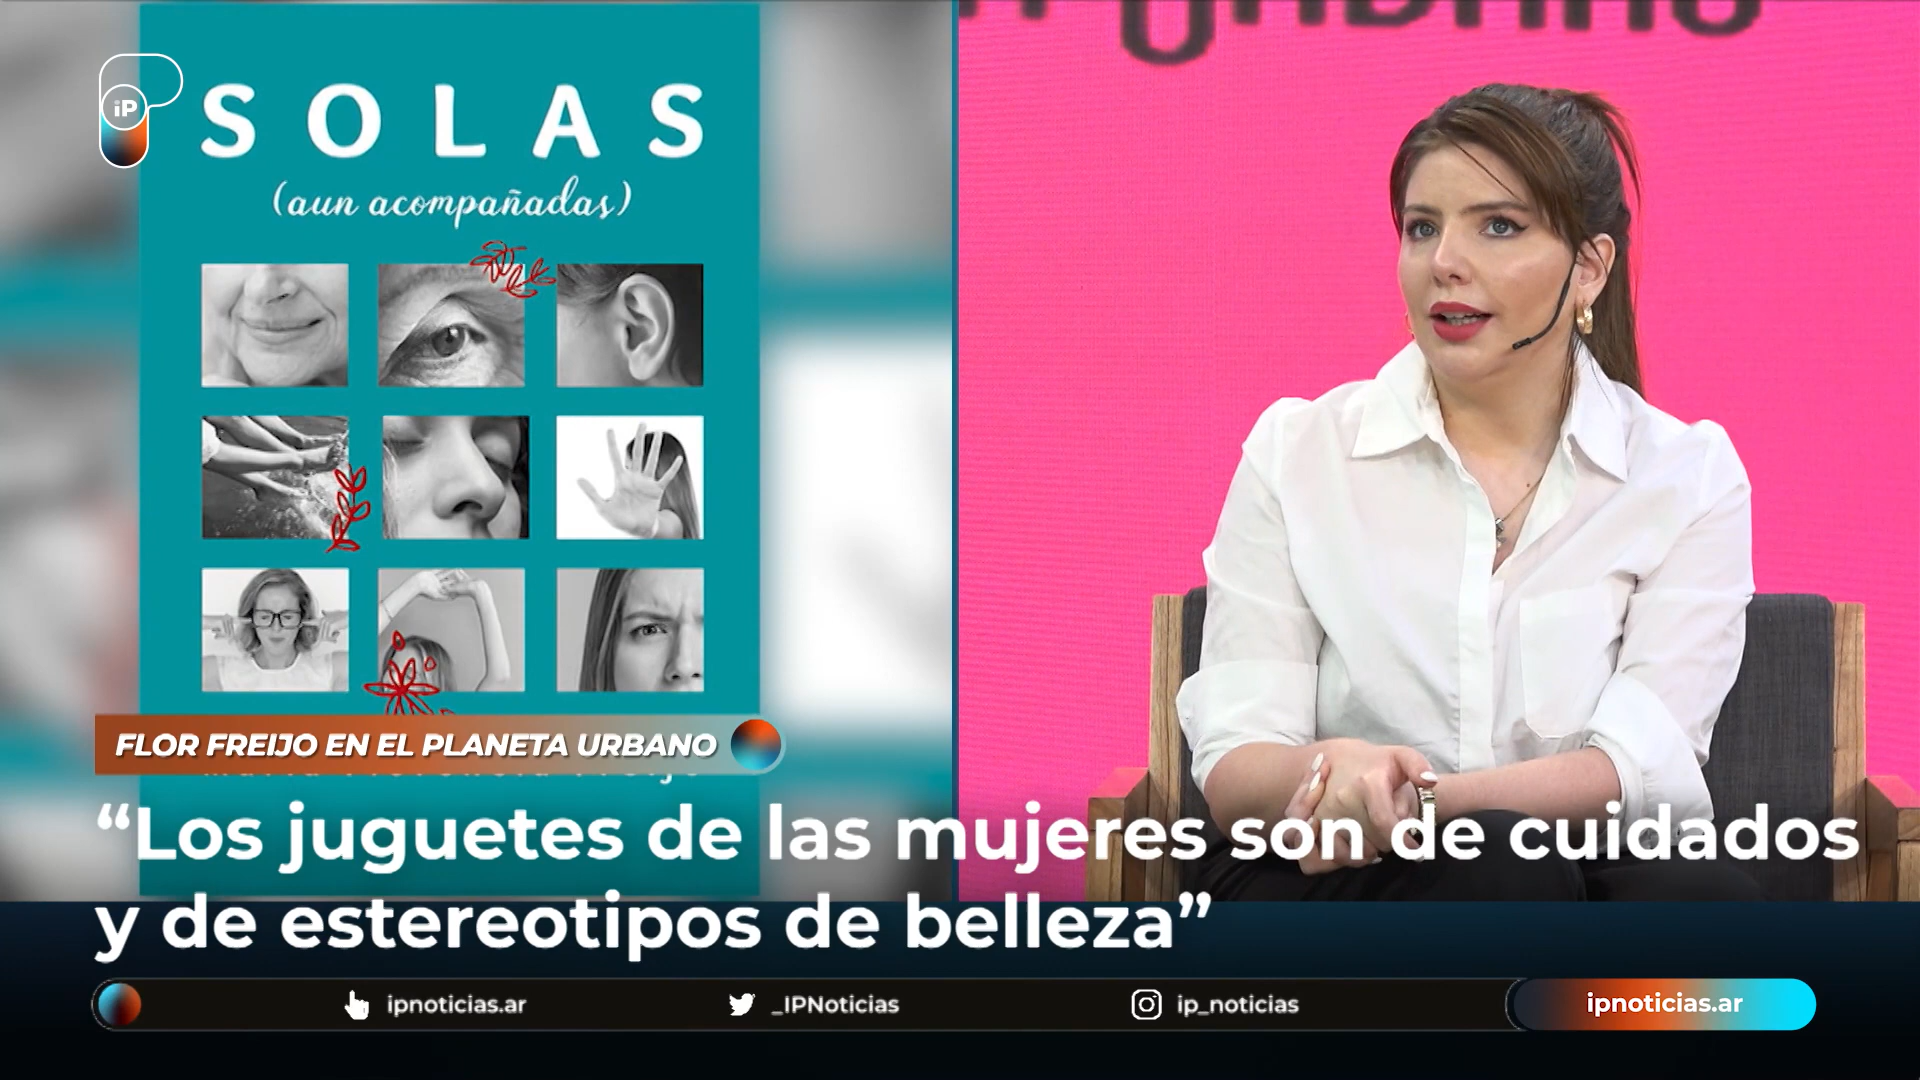 iP
SOLAS
(aun acompañadas)
FLOR FREIJO EN EL PLANETA URBANO
“Los juguetes de las mujeres son de cuidados
y de estereotipos de belleza”
ipnoticias.ar
_IPNoticias
ip_noticias
ipnoticias.ar